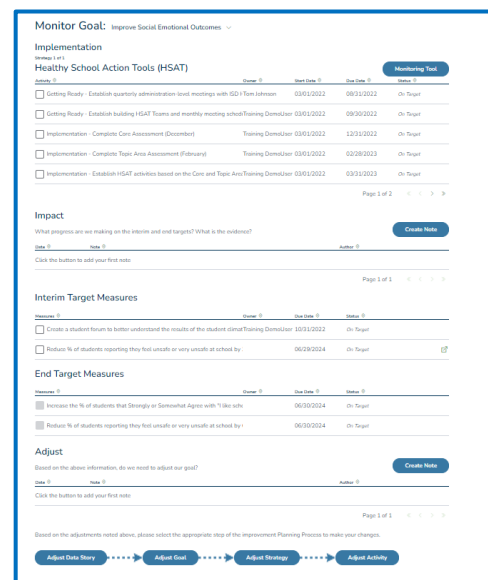 Monitor Goal: Improve Social Emotional Outcomes
Implementation
Strategy 1 of 1
Healthy School Action Tools (HSAT)
Monitoring Tool
Activity Owner Start Date Due Date Status
Getting Ready - Establish quarterly administration-level meetings with ISD Tom Johnson 03/01/2022 08/31/2022 On Target
Getting Ready - Establish building HSAT Teams and monthly meeting sched Training DemoUser 03/01/2022 09/30/2022 On Target
Implementation - Complete Core Assessment (December) Training DemoUser 03/01/2022 12/31/2022 On Target
Implementation - Complete Topic Area Assessment (February) Training DemoUser 03/01/2022 02/28/2023 On Target
Implementation - Establish HSAT activities based on the Core and Topic Are Training DemoUser 03/01/2022 03/31/2023 On Target
Page 1 of 2 « ‹ › »
Impact
What progress are we making on the interim and end targets? What is the evidence?
Create Note
Date Note Author
Click the button to add your first note
Page 1 of 1 « ‹ › »
Interim Target Measures
Measures Owner Due Date Status
Create a student forum to better understand the results of the student climat Training DemoUser 10/31/2022 On Target
Reduce % of students reporting they feel unsafe or very unsafe at school by 06/29/2024 On Target
End Target Measures
Measures Owner Due Date Status
Increase the % of students that Strongly or Somewhat Agree with "I like scho 06/30/2024 On Target
Reduce % of students reporting they feel unsafe or very unsafe at school by 06/30/2024 On Target
Adjust
Based on the above information, do we need to adjust our goal?
Create Note
Date Note Author
Click the button to add your first note
Page 1 of 1 « ‹ › »
Based on the adjustments noted above, please select the appropriate step of the improvement Planning Process to make your changes.
Adjust Data Story Adjust Goal Adjust Strategy Adjust Activity